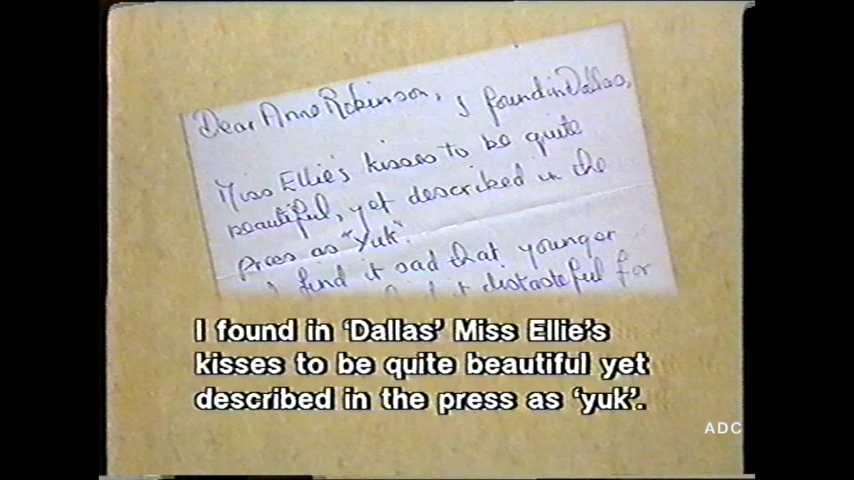 Dear Anne Robinson, I found in Dallas,
Miss Ellie's kisses to be quite
beautiful, yet described in the
press as "Yuk".
I find it sad that younger
it distasteful for
I found in 'Dallas' Miss Ellie's
kisses to be quite beautiful yet
described in the press as 'yuk'.
ADC